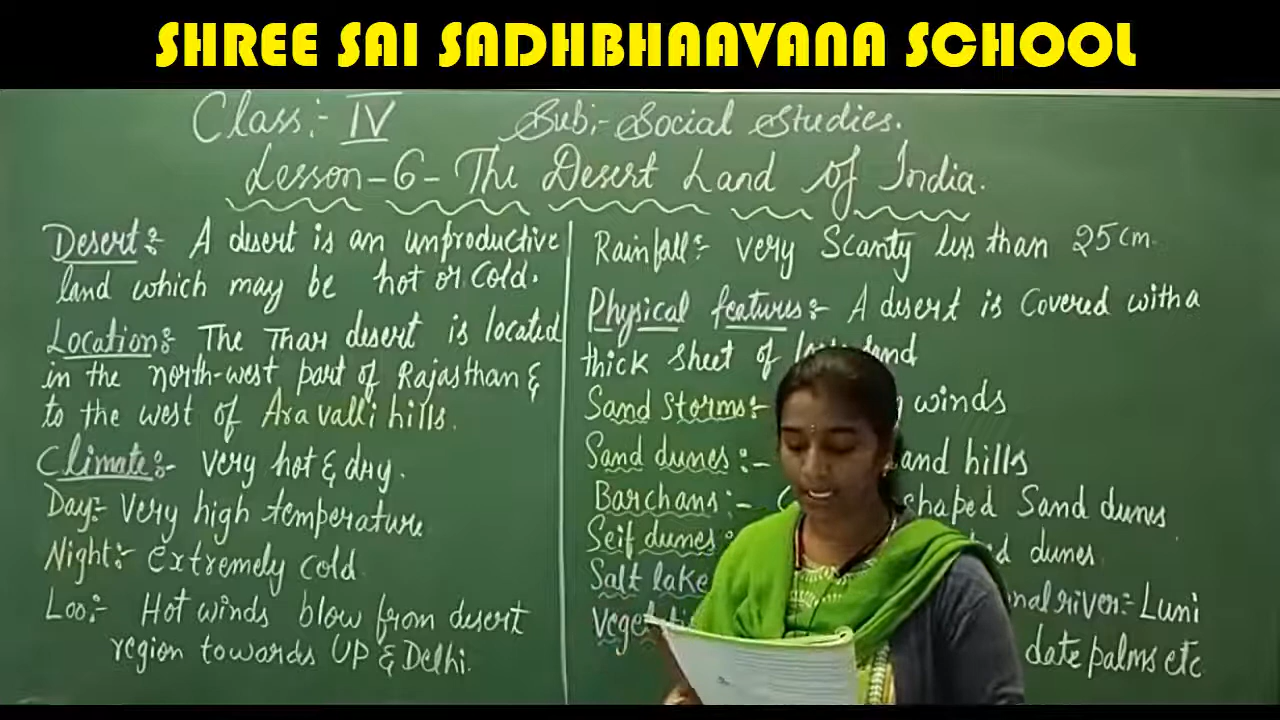 SHREE SAI SADHBHAAVANA SCHOOL
Class:- IV Sub:- Social Studies.
Lesson-6- The Desert Land of India.
Desert:- A desert is an unproductive
land which may be hot or cold.
Location:- The Thar desert is located
in the north-west part of Rajasthan &
to the west of Aravalli hills.
Climate:- very hot & dry.
Day:- Very high temperature
Night:- Extremely cold
Loo:- Hot winds blow from desert
region towards UP & Delhi.
Rainfall:- very Scanty less than 25cm.
Physical features:- A desert is Covered with a
thick sheet of sand
Sand Storms:- winds
Sand dunes:- hills
Barchans:- shaped Sand dunes
Seif dunes dunes
Salt lake river:- Luni
date palms etc